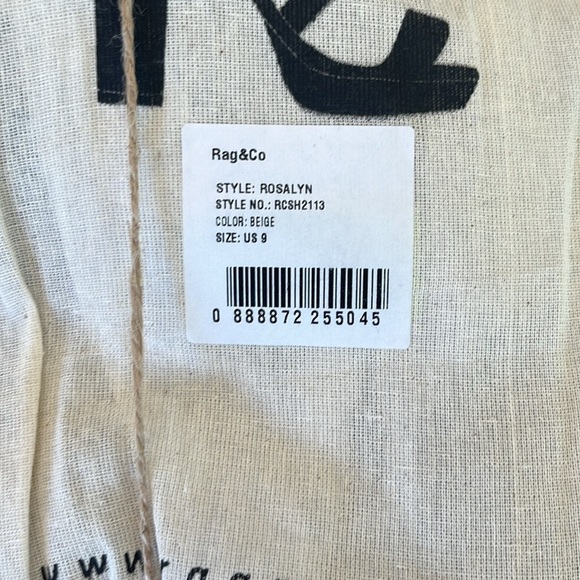 Rag&Co
STYLE: ROSALYN
STYLE NO.: RCSH2113
COLOR: BEIGE
SIZE: US 9
0 888872 255045